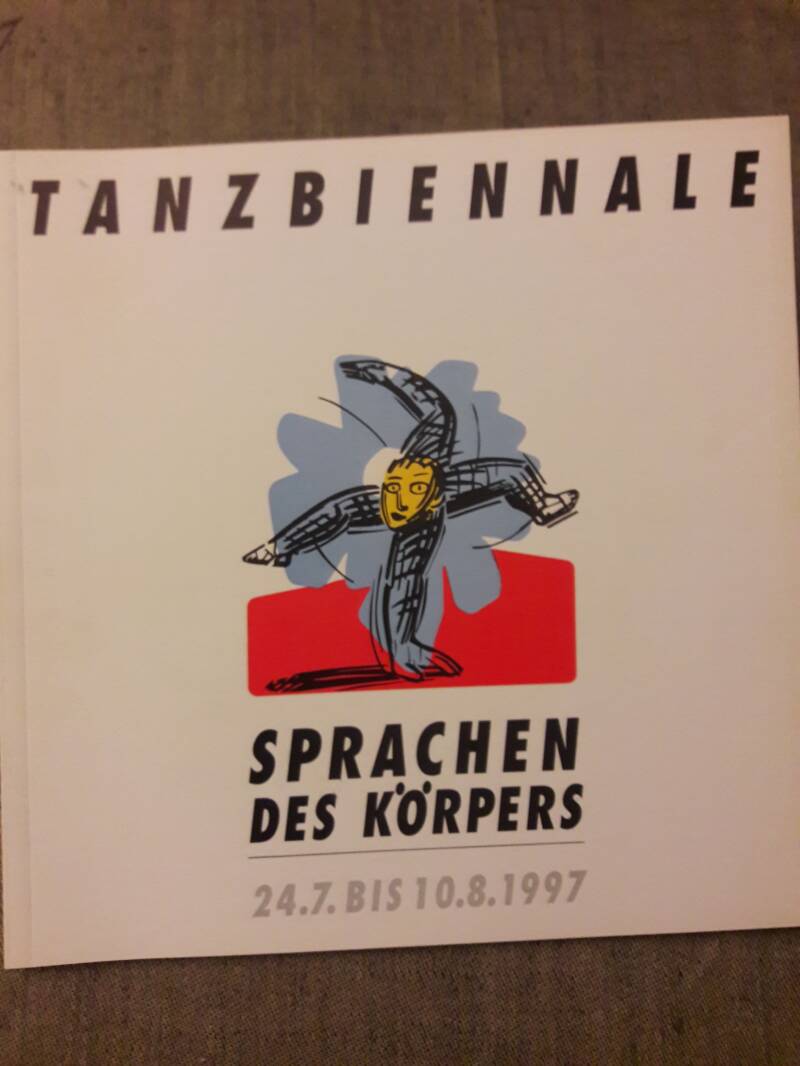 TANZBIENNALE
SPRACHEN
DES KÖRPERS
24.7. BIS 10.8.1997